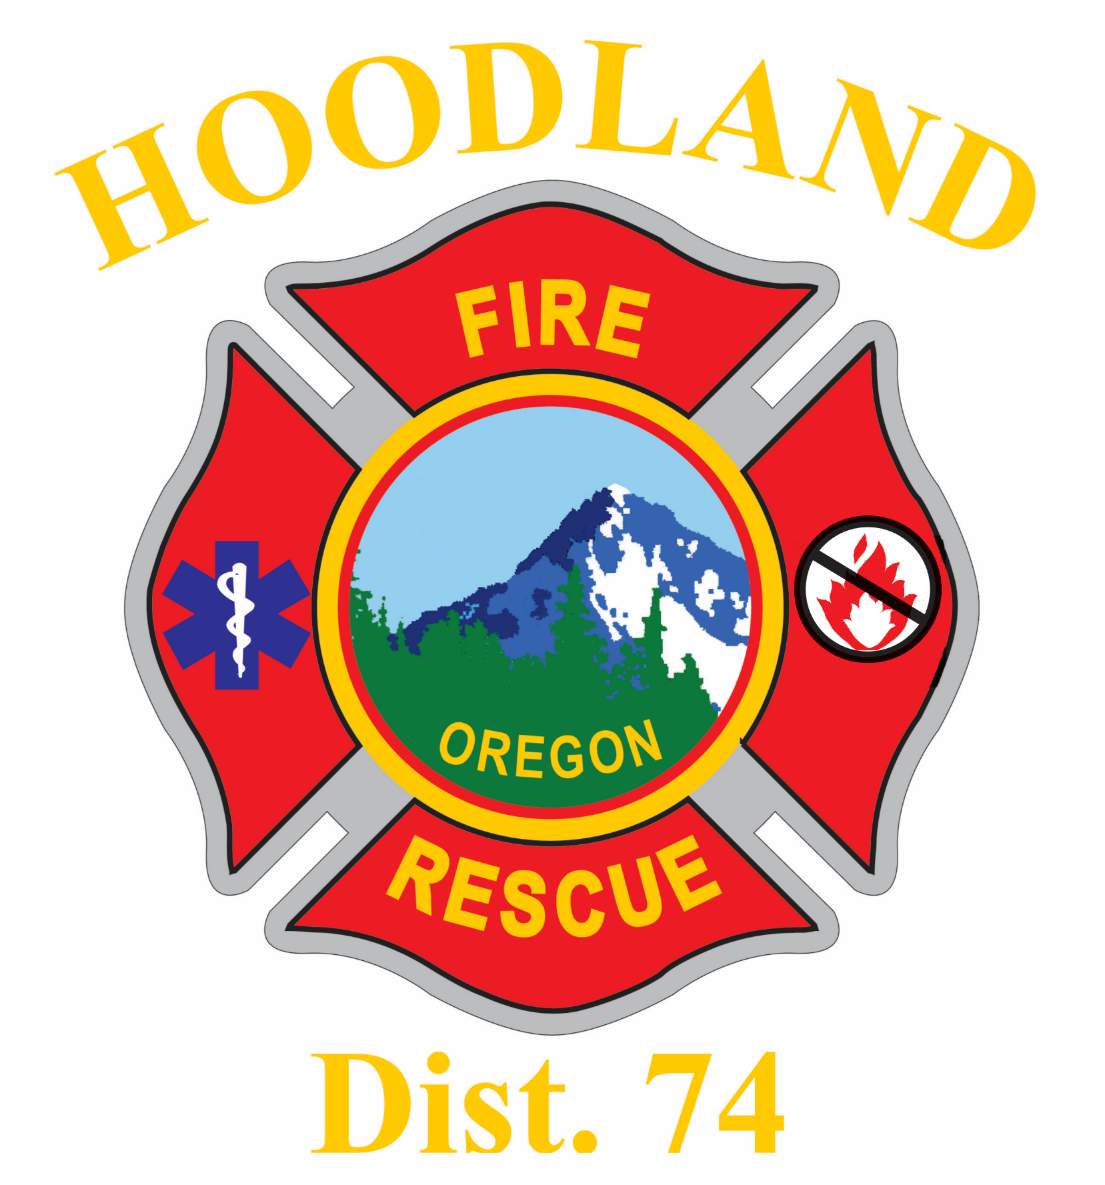 HOODLAND
FIRE
OREGON
RESCUE
Dist. 74